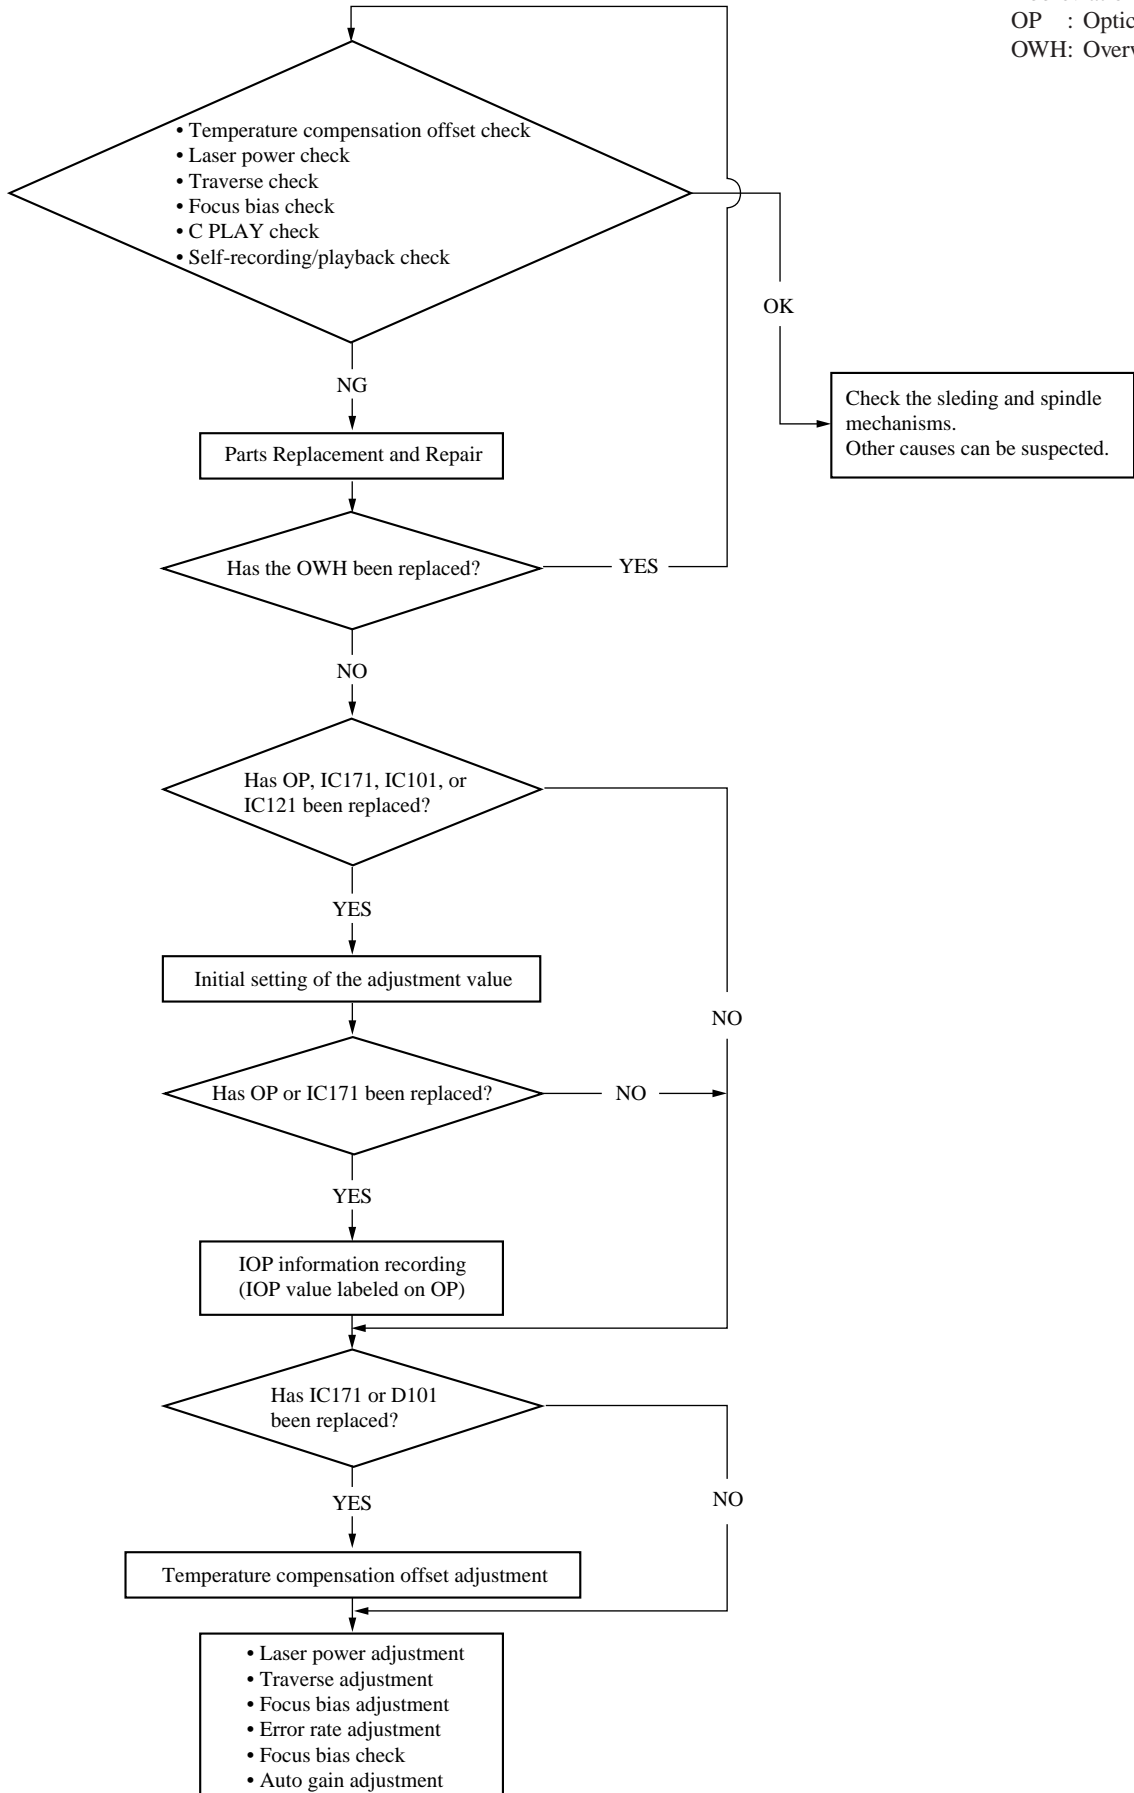 OP : Optic
OWH: Overw
• Temperature compensation offset check
• Laser power check
• Traverse check
• Focus bias check
• C PLAY check
• Self-recording/playback check
OK
NG
Check the sleding and spindle
mechanisms.
Other causes can be suspected.
Parts Replacement and Repair
Has the OWH been replaced?
YES
NO
Has OP, IC171, IC101, or
IC121 been replaced?
YES
Initial setting of the adjustment value
NO
Has OP or IC171 been replaced?
NO
YES
IOP information recording
(IOP value labeled on OP)
Has IC171 or D101
been replaced?
YES
NO
Temperature compensation offset adjustment
• Laser power adjustment
• Traverse adjustment
• Focus bias adjustment
• Error rate adjustment
• Focus bias check
• Auto gain adjustment